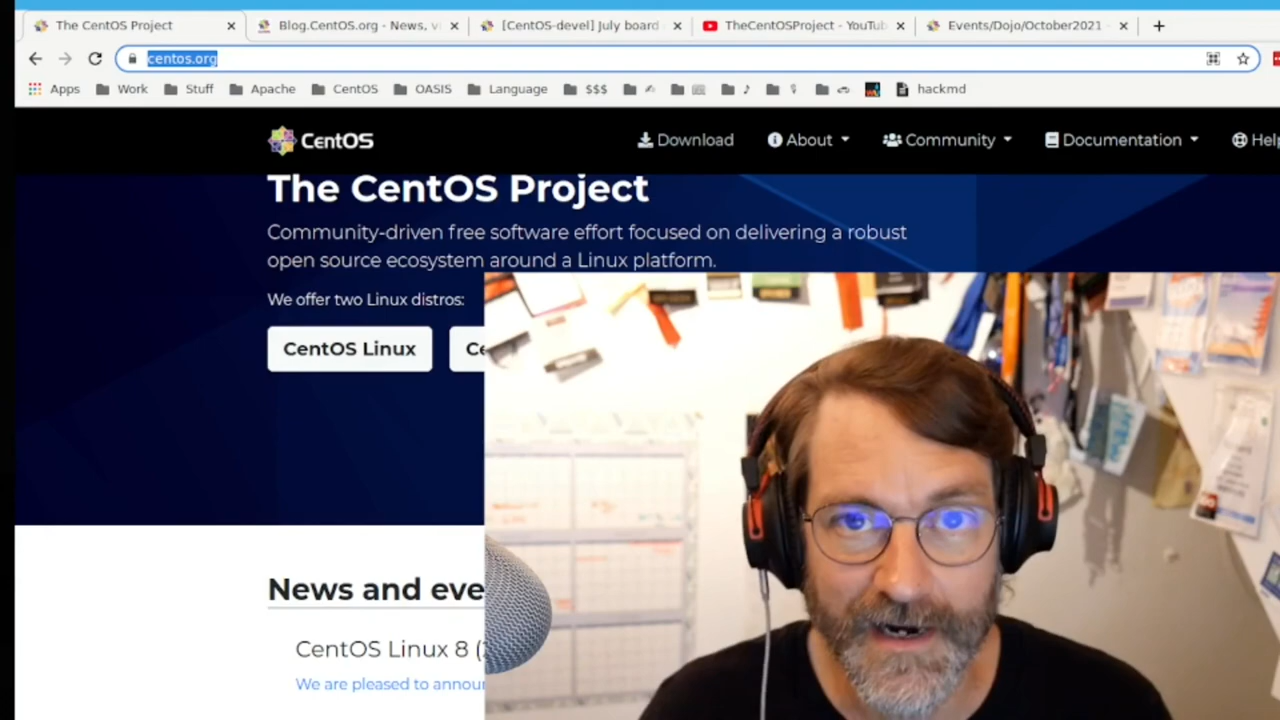 The CentOS Project
Blog.CentOS.org - News, v
[CentOS-devel] July board
TheCentOSProject - YouTub
Events/Dojo/October2021 -
centos.org
Apps Work Stuff Apache CentOS OASIS Language $$$ hackmd
CentOS Download About Community Documentation Help
The CentOS Project
Community-driven free software effort focused on delivering a robust
open source ecosystem around a Linux platform.
We offer two Linux distros:
CentOS Linux Ce
News and eve
CentOS Linux 8 (
We are pleased to announ